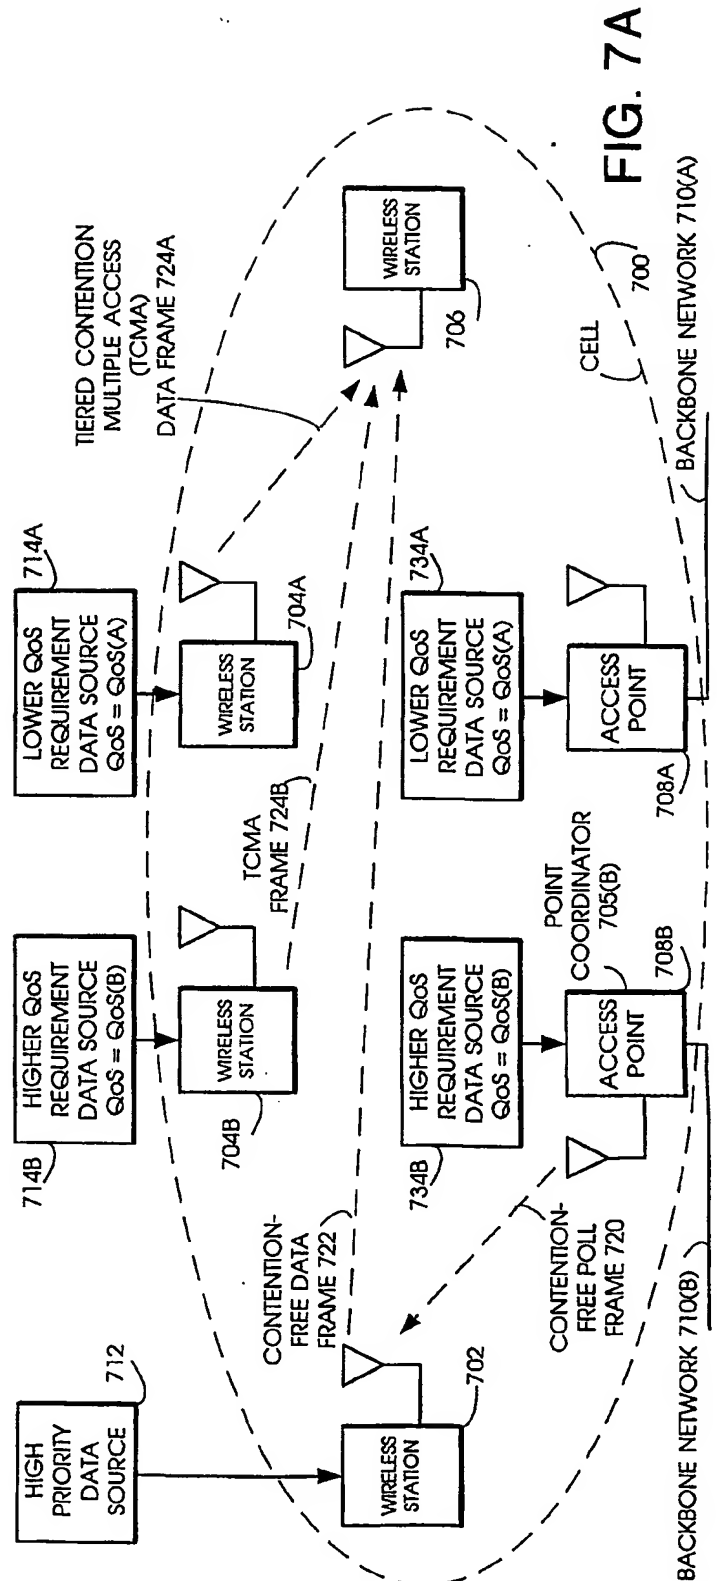 HIGH
PRIORITY
DATA
SOURCE
712
HIGHER QoS
REQUIREMENT
DATA SOURCE
QoS = QoS(B)
714B
LOWER QoS
REQUIREMENT
DATA SOURCE
QoS = QoS(A)
714A
TIERED CONTENTION
MULTIPLE ACCESS
(TCMA)
DATA FRAME 724A
WIRELESS
STATION
704B
WIRELESS
STATION
704A
TCMA
FRAME 724B
CONTENTION-
FREE DATA
FRAME 722
WIRELESS
STATION
702
WIRELESS
STATION
706
HIGHER QoS
REQUIREMENT
DATA SOURCE
QoS = QoS(B)
734B
LOWER QoS
REQUIREMENT
DATA SOURCE
QoS = QoS(A)
734A
CONTENTION-
FREE POLL
FRAME 720
POINT
COORDINATOR
705(B)
ACCESS
POINT
708B
ACCESS
POINT
708A
CELL
700
BACKBONE NETWORK 710(B)
BACKBONE NETWORK 710(A)
FIG. 7A